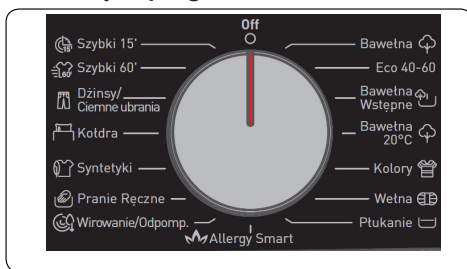 Off
Szybki 15'
Szybki 60'
Dżinsy/
Ciemne ubrania
Kołdra
Syntetyki
Pranie Ręczne
Wirowanie/Odpomp.
Allergy Smart
Bawełna
Eco 40-60
Bawełna
Wstępne
Bawełna
20°C
Kolory
Wełna
Płukanie